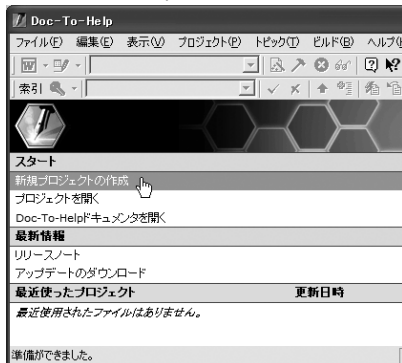 Doc-To-Help
ファイル(F) 編集(E) 表示(V) プロジェクト(P) トピック(T) ビルド(B) ヘルプ(
索引
スタート
新規プロジェクトの作成
プロジェクトを開く
Doc-To-Helpドキュメンタを開く
最新情報
リリースノート
アップデートのダウンロード
最近使ったプロジェクト 更新日時
最近使用されたファイルはありません。
準備ができました。